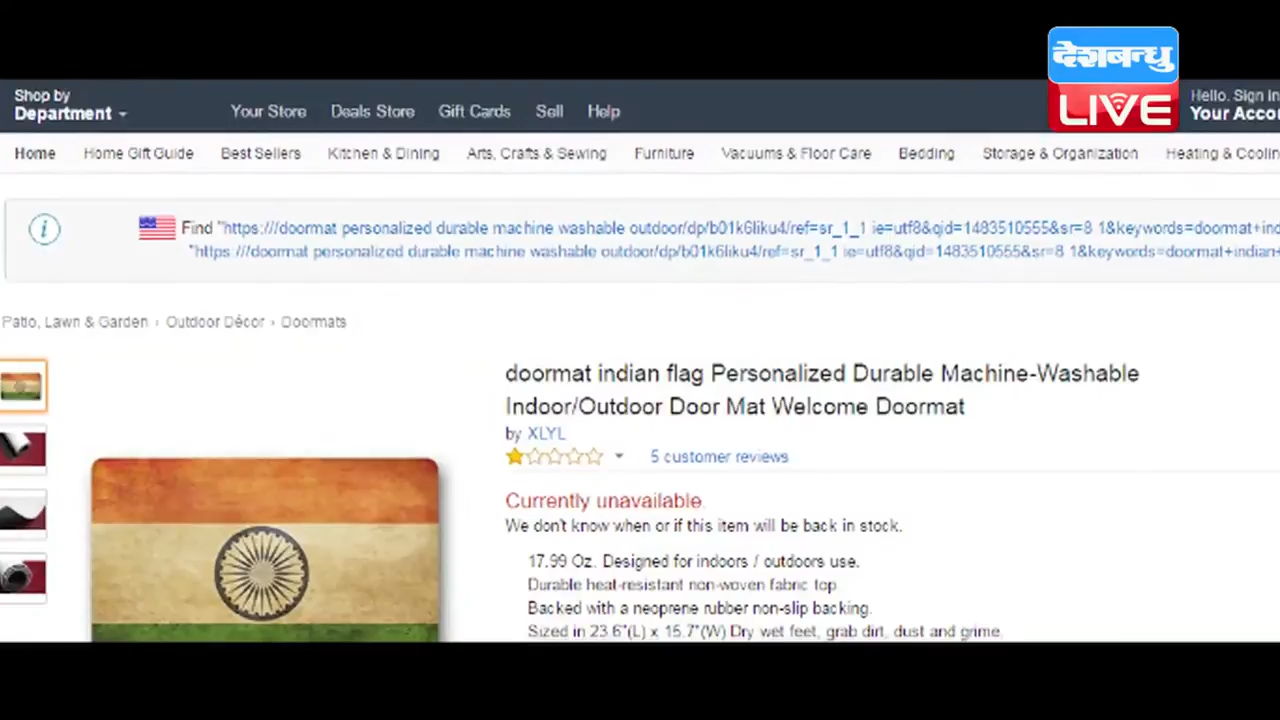 देशबन्धु
LIVE
Shop by
Department
Your Store
Deals Store
Gift Cards
Sell
Help
Hello. Sign in
Your Accou
Home
Home Gift Guide
Best Sellers
Kitchen & Dining
Arts, Crafts & Sewing
Furniture
Vacuums & Floor Care
Bedding
Storage & Organization
Heating & Coolin
Find "https:///doormat personalized durable machine washable outdoor/dp/b01k6liku4/ref=sr_1_1 ie=utf8&qid=1483510555&sr=8 1&keywords=doormat+ind
"https:///doormat personalized durable machine washable outdoor/dp/b01k6liku4/ref=sr_1_1 ie=utf8&qid=1483510555&sr=8 1&keywords=doormat+indian+
Patio, Lawn & Garden › Outdoor Décor › Doormats
doormat indian flag Personalized Durable Machine-Washable
Indoor/Outdoor Door Mat Welcome Doormat
by XLYL
5 customer reviews
Currently unavailable.
We don't know when or if this item will be back in stock.
17.99 Oz. Designed for indoors / outdoors use.
Durable heat-resistant non-woven fabric top
Backed with a neoprene rubber non-slip backing.
Sized in 23.6"(L) x 15.7"(W) Dry wet feet, grab dirt, dust and grime.